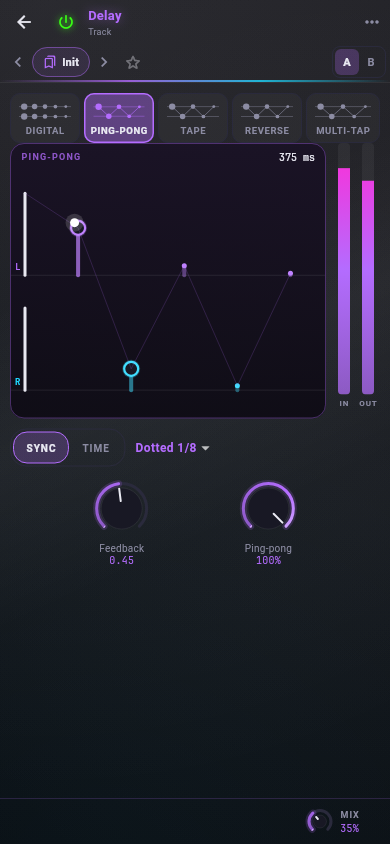 Delay
Track
Init
A
B
DIGITAL
PING-PONG
TAPE
REVERSE
MULTI-TAP
PING-PONG
375 ms
L
R
IN
OUT
SYNC
TIME
Dotted 1/8
Feedback
0.45
Ping-pong
100%
MIX
35%